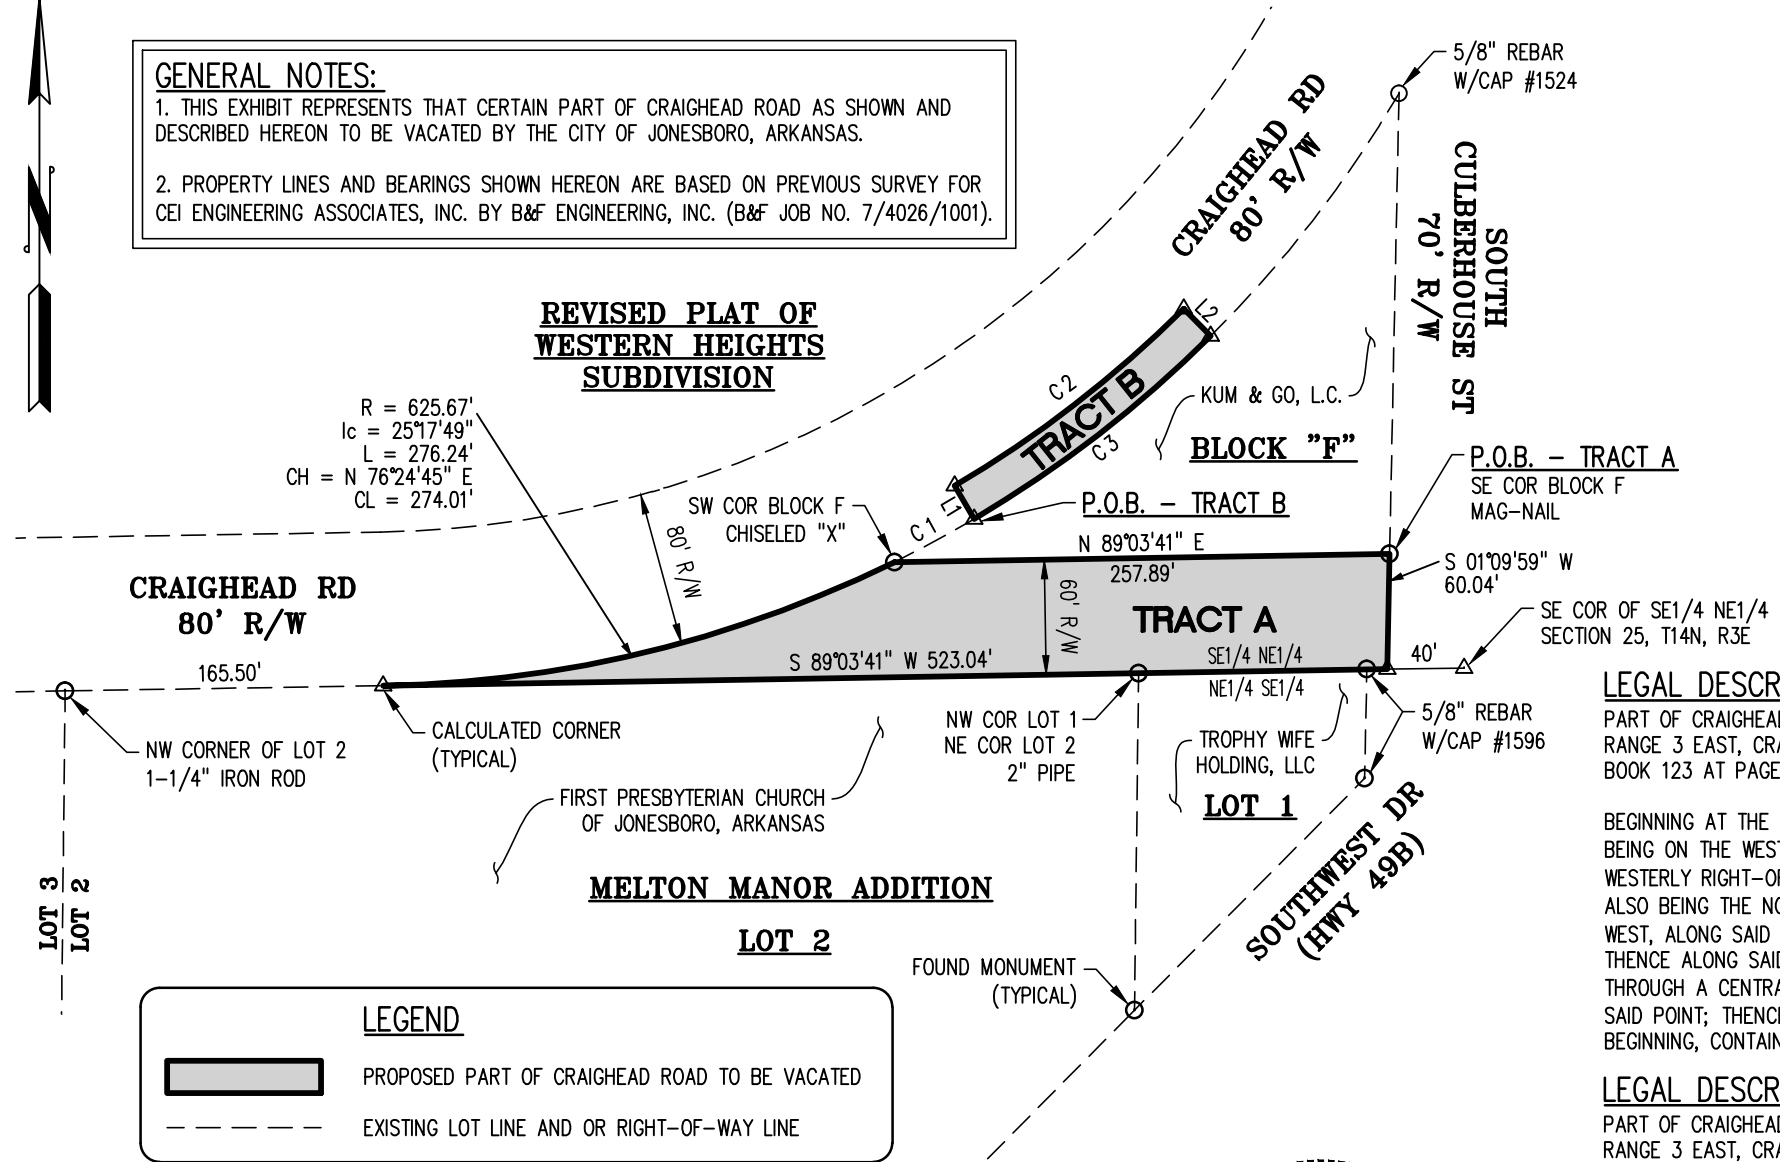 GENERAL NOTES:
1. THIS EXHIBIT REPRESENTS THAT CERTAIN PART OF CRAIGHEAD ROAD AS SHOWN AND
DESCRIBED HEREON TO BE VACATED BY THE CITY OF JONESBORO, ARKANSAS.
2. PROPERTY LINES AND BEARINGS SHOWN HEREON ARE BASED ON PREVIOUS SURVEY FOR
CEI ENGINEERING ASSOCIATES, INC. BY B&F ENGINEERING, INC. (B&F JOB NO. 7/4026/1001).
N
5/8" REBAR
W/CAP #1524
CRAIGHEAD RD
80' R/W
SOUTH
CULBERHOUSE ST
70' R/W
REVISED PLAT OF
WESTERN HEIGHTS
SUBDIVISION
L2
C2
TRACT B
C3
L1
C1
KUM & GO, L.C.
BLOCK "F"
R = 625.67'
Ic = 25°17'49"
L = 276.24'
CH = N 76°24'45" E
CL = 274.01'
80' R/W
SW COR BLOCK F
CHISELED "X"
P.O.B. - TRACT B
P.O.B. - TRACT A
SE COR BLOCK F
MAG-NAIL
N 89°03'41" E
257.89'
S 01°09'59" W
60.04'
60' R/W
TRACT A
CRAIGHEAD RD
80' R/W
165.50'
S 89°03'41" W 523.04'
SE1/4 NE1/4
NE1/4 SE1/4
40'
SE COR OF SE1/4 NE1/4
SECTION 25, T14N, R3E
NW CORNER OF LOT 2
1-1/4" IRON ROD
CALCULATED CORNER
(TYPICAL)
NW COR LOT 1
NE COR LOT 2
2" PIPE
TROPHY WIFE
HOLDING, LLC
LOT 1
5/8" REBAR
W/CAP #1596
FIRST PRESBYTERIAN CHURCH
OF JONESBORO, ARKANSAS
LOT 3
LOT 2
MELTON MANOR ADDITION
LOT 2
SOUTHWEST DR
(HWY 49B)
FOUND MONUMENT
(TYPICAL)
LEGEND
PROPOSED PART OF CRAIGHEAD ROAD TO BE VACATED
EXISTING LOT LINE AND OR RIGHT-OF-WAY LINE
LEGAL DESCR
PART OF CRAIGHEAD
RANGE 3 EAST, CRA
BOOK 123 AT PAGE
BEGINNING AT THE
BEING ON THE WEST
WESTERLY RIGHT-OF
ALSO BEING THE NO
WEST, ALONG SAID
THENCE ALONG SAID
THROUGH A CENTRA
SAID POINT; THENCE
BEGINNING, CONTAIN
LEGAL DESCR
PART OF CRAIGHEAD
RANGE 3 EAST, CRA